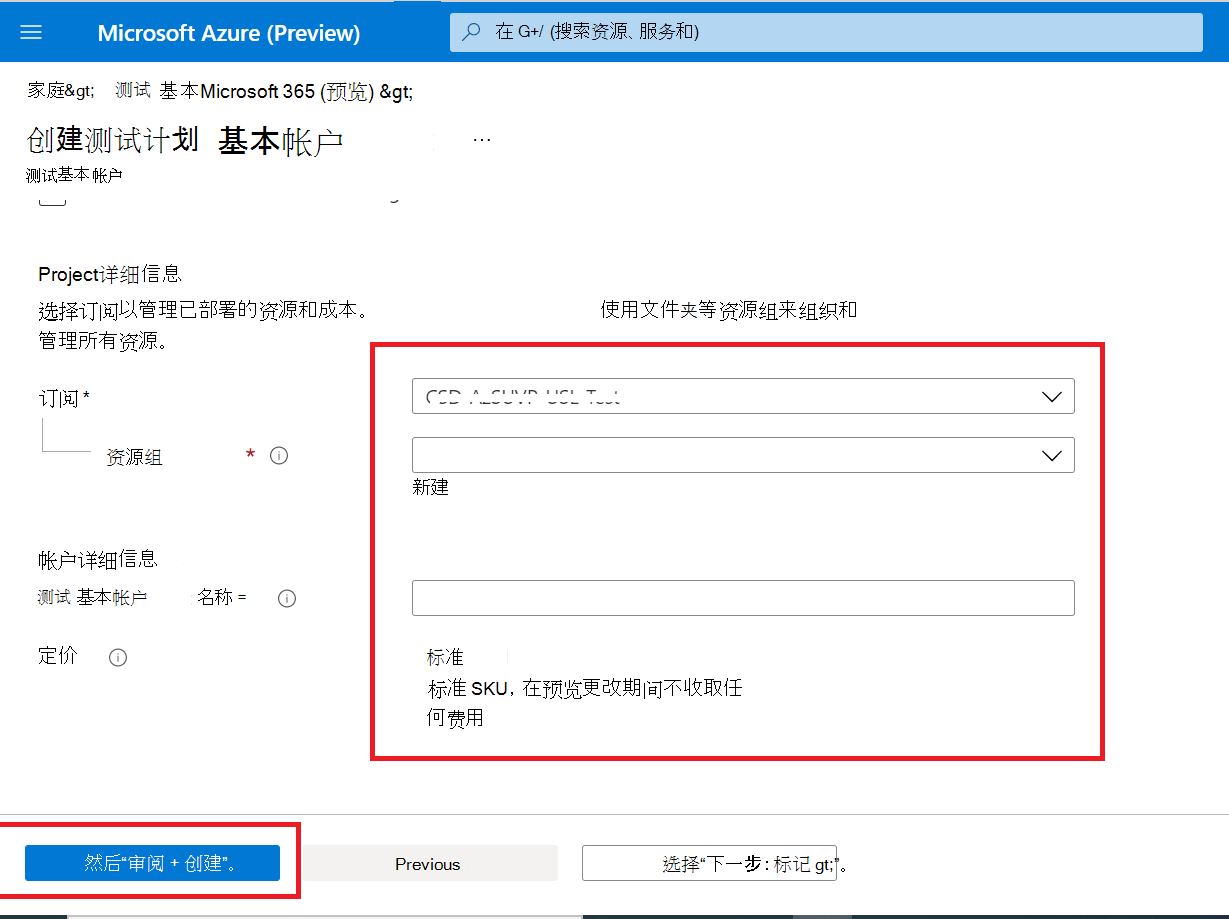 Microsoft Azure (Preview)
在 G+/ (搜索资源、服务和)
家庭&gt; 测试 基本Microsoft 365 (预览) &gt;
创建测试计划 基本帐户 ...
测试基本帐户
Project详细信息
选择订阅以管理已部署的资源和成本。 使用文件夹等资源组来组织和
管理所有资源。
订阅*
CSD-AzSUVP-USL-Test
资源组 *
新建
帐户详细信息
测试 基本帐户 名称 =
定价
标准
标准 SKU，在预览更改期间不收取任
何费用
然后“审阅 + 创建”。
Previous
选择“下一步: 标记 gt;”。